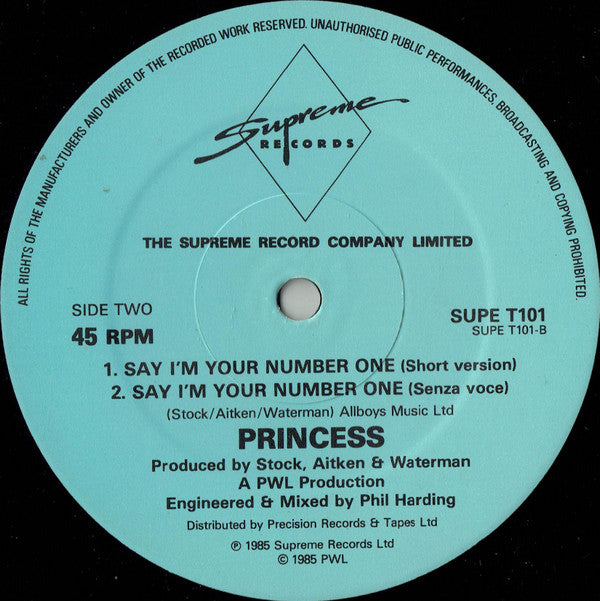 ALL RIGHTS OF THE MANUFACTURERS AND OWNER OF THE RECORDED WORK RESERVED. UNAUTHORISED PUBLIC PERFORMANCES, BROADCASTING AND COPYING PROHIBITED.
Supreme
RECORDS
THE SUPREME RECORD COMPANY LIMITED
SIDE TWO
45 RPM
SUPE T101
SUPE T101-B
1. SAY I'M YOUR NUMBER ONE (Short version)
2. SAY I'M YOUR NUMBER ONE (Senza voce)
(Stock/Aitken/Waterman) Allboys Music Ltd
PRINCESS
Produced by Stock, Aitken & Waterman
A PWL Production
Engineered & Mixed by Phil Harding
Distributed by Precision Records & Tapes Ltd
℗ 1985 Supreme Records Ltd
© 1985 PWL